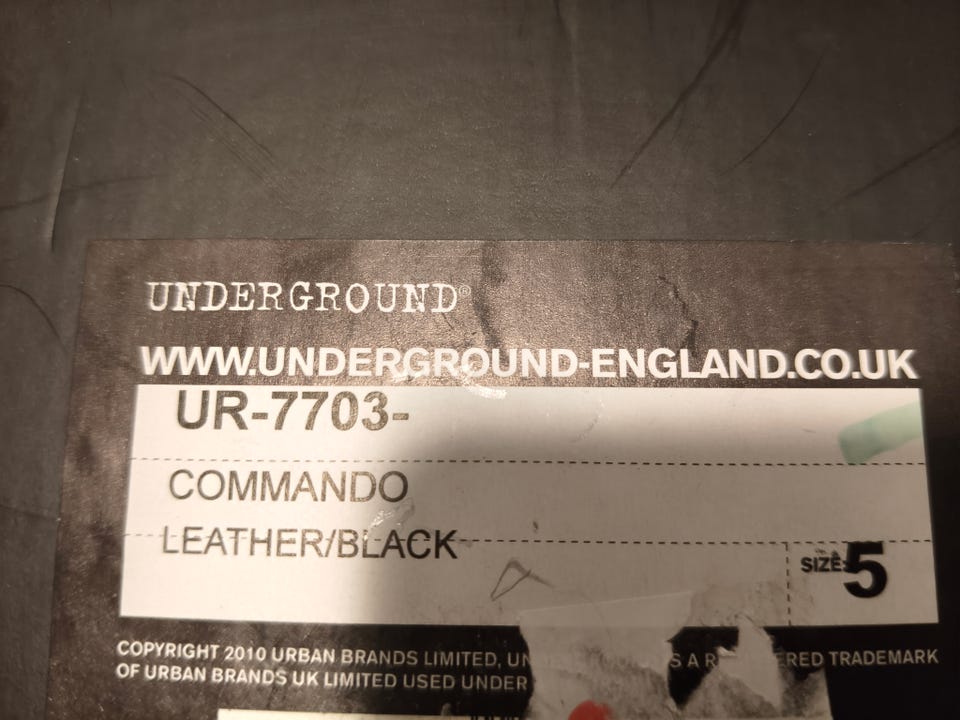 UNDERGROUND®
WWW.UNDERGROUND-ENGLAND.CO.UK
UR-7703-
COMMANDO
LEATHER/BLACK
SIZE: 5
COPYRIGHT 2010 URBAN BRANDS LIMITED, S A TRADEMARK
OF URBAN BRANDS UK LIMITED USED UNDER